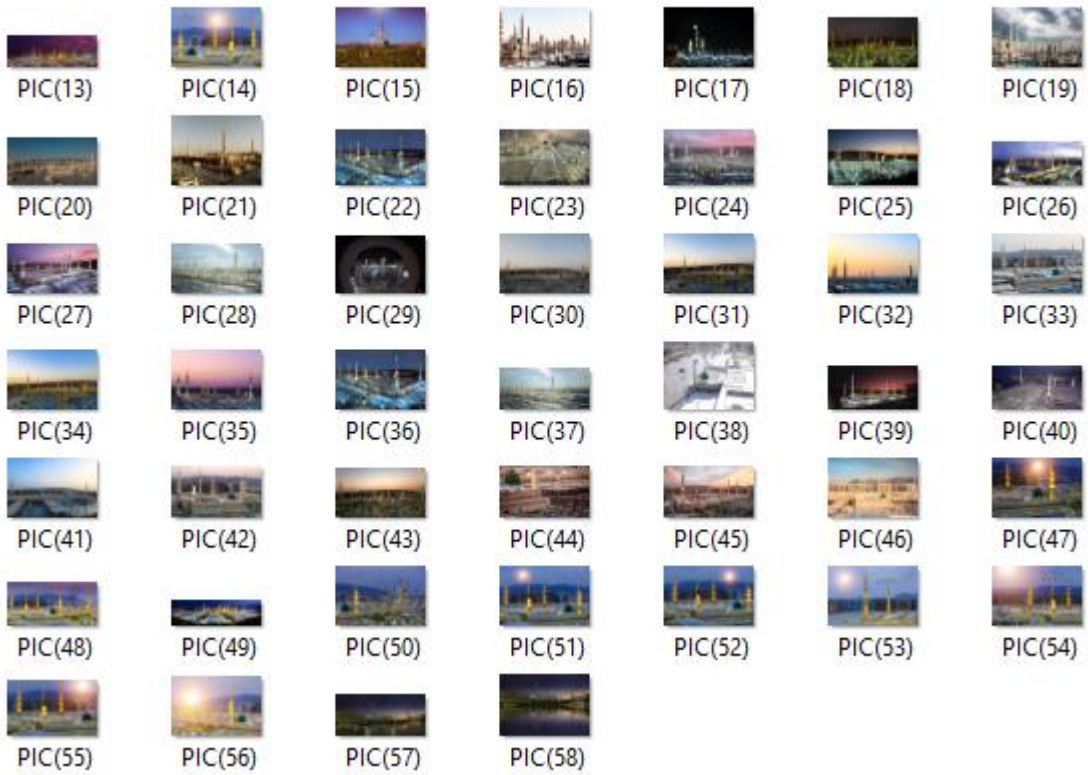 PIC(13) PIC(14) PIC(15) PIC(16) PIC(17) PIC(18) PIC(19)
PIC(20) PIC(21) PIC(22) PIC(23) PIC(24) PIC(25) PIC(26)
PIC(27) PIC(28) PIC(29) PIC(30) PIC(31) PIC(32) PIC(33)
PIC(34) PIC(35) PIC(36) PIC(37) PIC(38) PIC(39) PIC(40)
PIC(41) PIC(42) PIC(43) PIC(44) PIC(45) PIC(46) PIC(47)
PIC(48) PIC(49) PIC(50) PIC(51) PIC(52) PIC(53) PIC(54)
PIC(55) PIC(56) PIC(57) PIC(58)